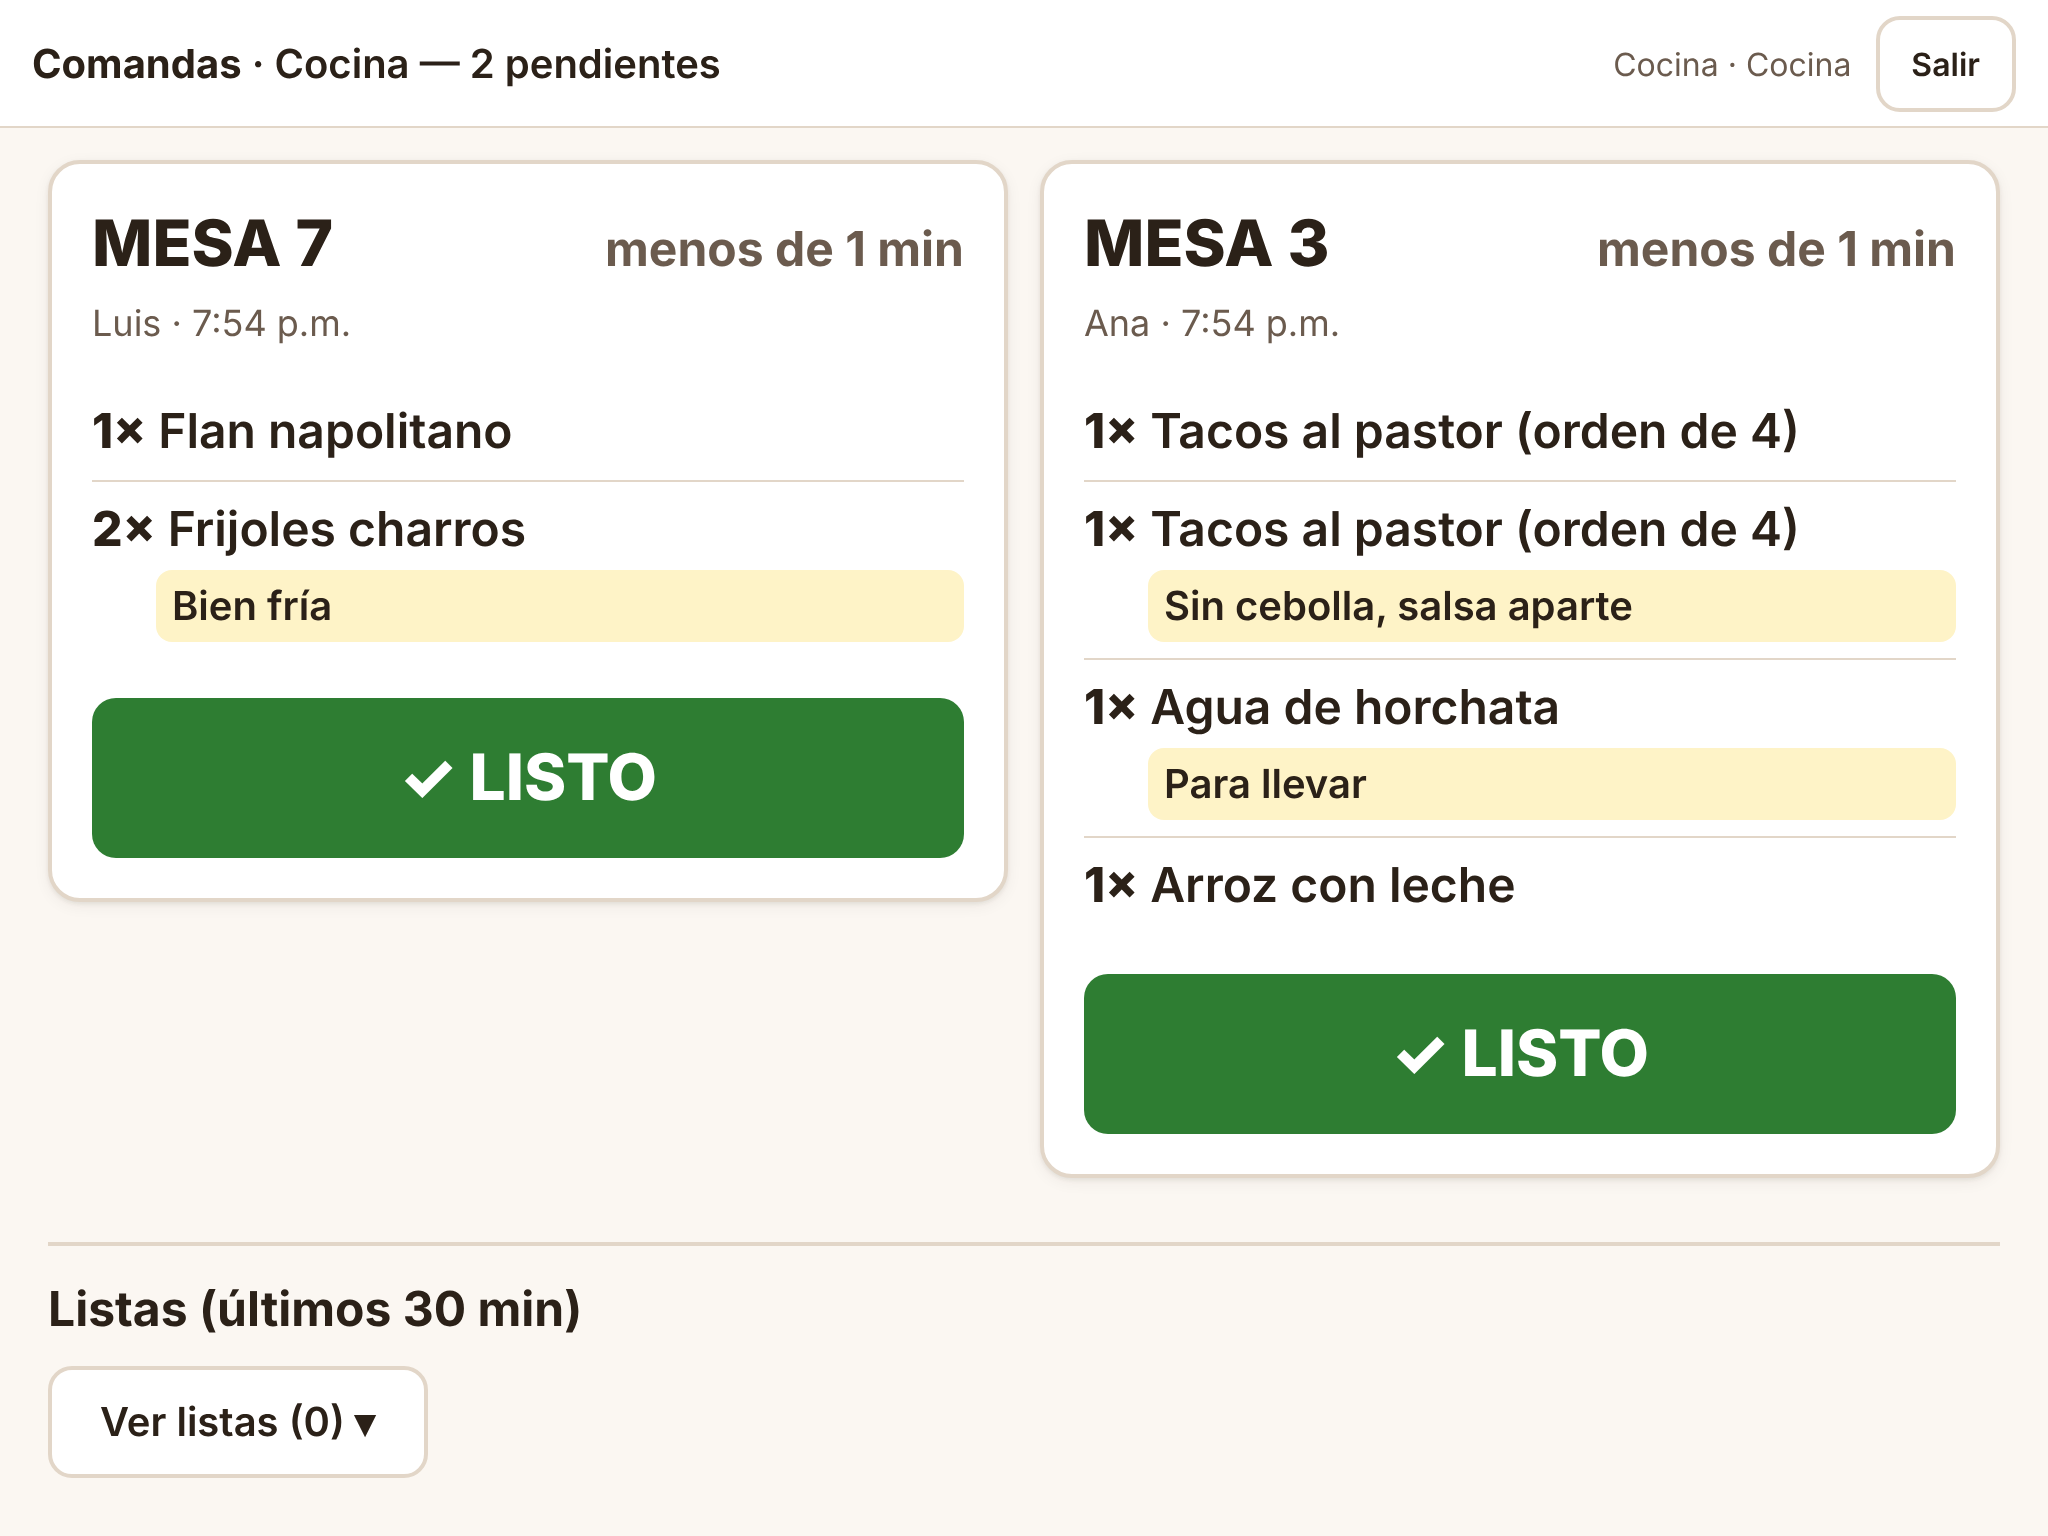 Comandas · Cocina — 2 pendientes
Cocina · Cocina
Salir
MESA 7
menos de 1 min
Luis · 7:54 p.m.
1× Flan napolitano
2× Frijoles charros
Bien fría
✓ LISTO
MESA 3
menos de 1 min
Ana · 7:54 p.m.
1× Tacos al pastor (orden de 4)
1× Tacos al pastor (orden de 4)
Sin cebolla, salsa aparte
1× Agua de horchata
Para llevar
1× Arroz con leche
✓ LISTO
Listas (últimos 30 min)
Ver listas (0) ▾